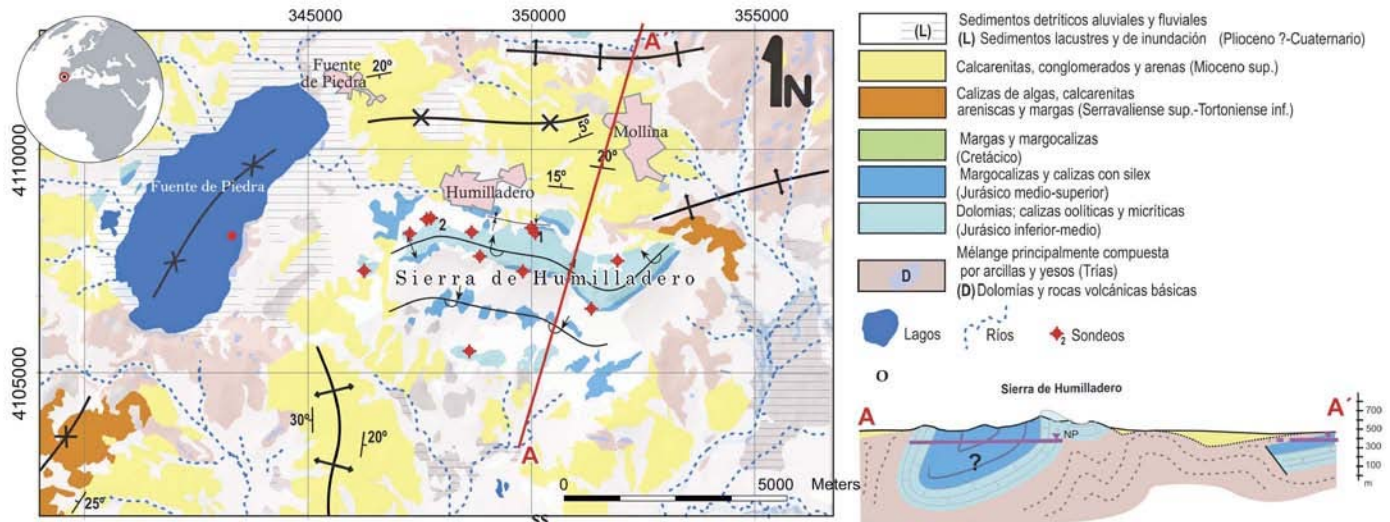 345000
350000
355000
A´
1N
Fuente
de Piedra
20º
5º
Mollina
20º
15º
Humilladero
Fuente de Piedra
2
1
Sierra de Humilladero
4110000
4105000
30º
20º
25º
A
0
5000 Meters
(L)
Sedimentos detríticos aluviales y fluviales
(L) Sedimentos lacustres y de inundación (Plioceno ?-Cuaternario)
Calcarenitas, conglomerados y arenas (Mioceno sup.)
Calizas de algas, calcarenitas
areniscas y margas (Serravaliense sup.-Tortoniense inf.)
Margas y margocalizas
(Cretácico)
Margocalizas y calizas con silex
(Jurásico medio-superior)
Dolomías; calizas oolíticas y micríticas
(Jurásico inferior-medio)
D
Mélange principalmente compuesta
por arcillas y yesos (Trías)
(D) Dolomías y rocas volcánicas básicas
Lagos
Ríos
2
Sondeos
O
Sierra de Humilladero
A
A´
NP
?
700
500
300
100
m